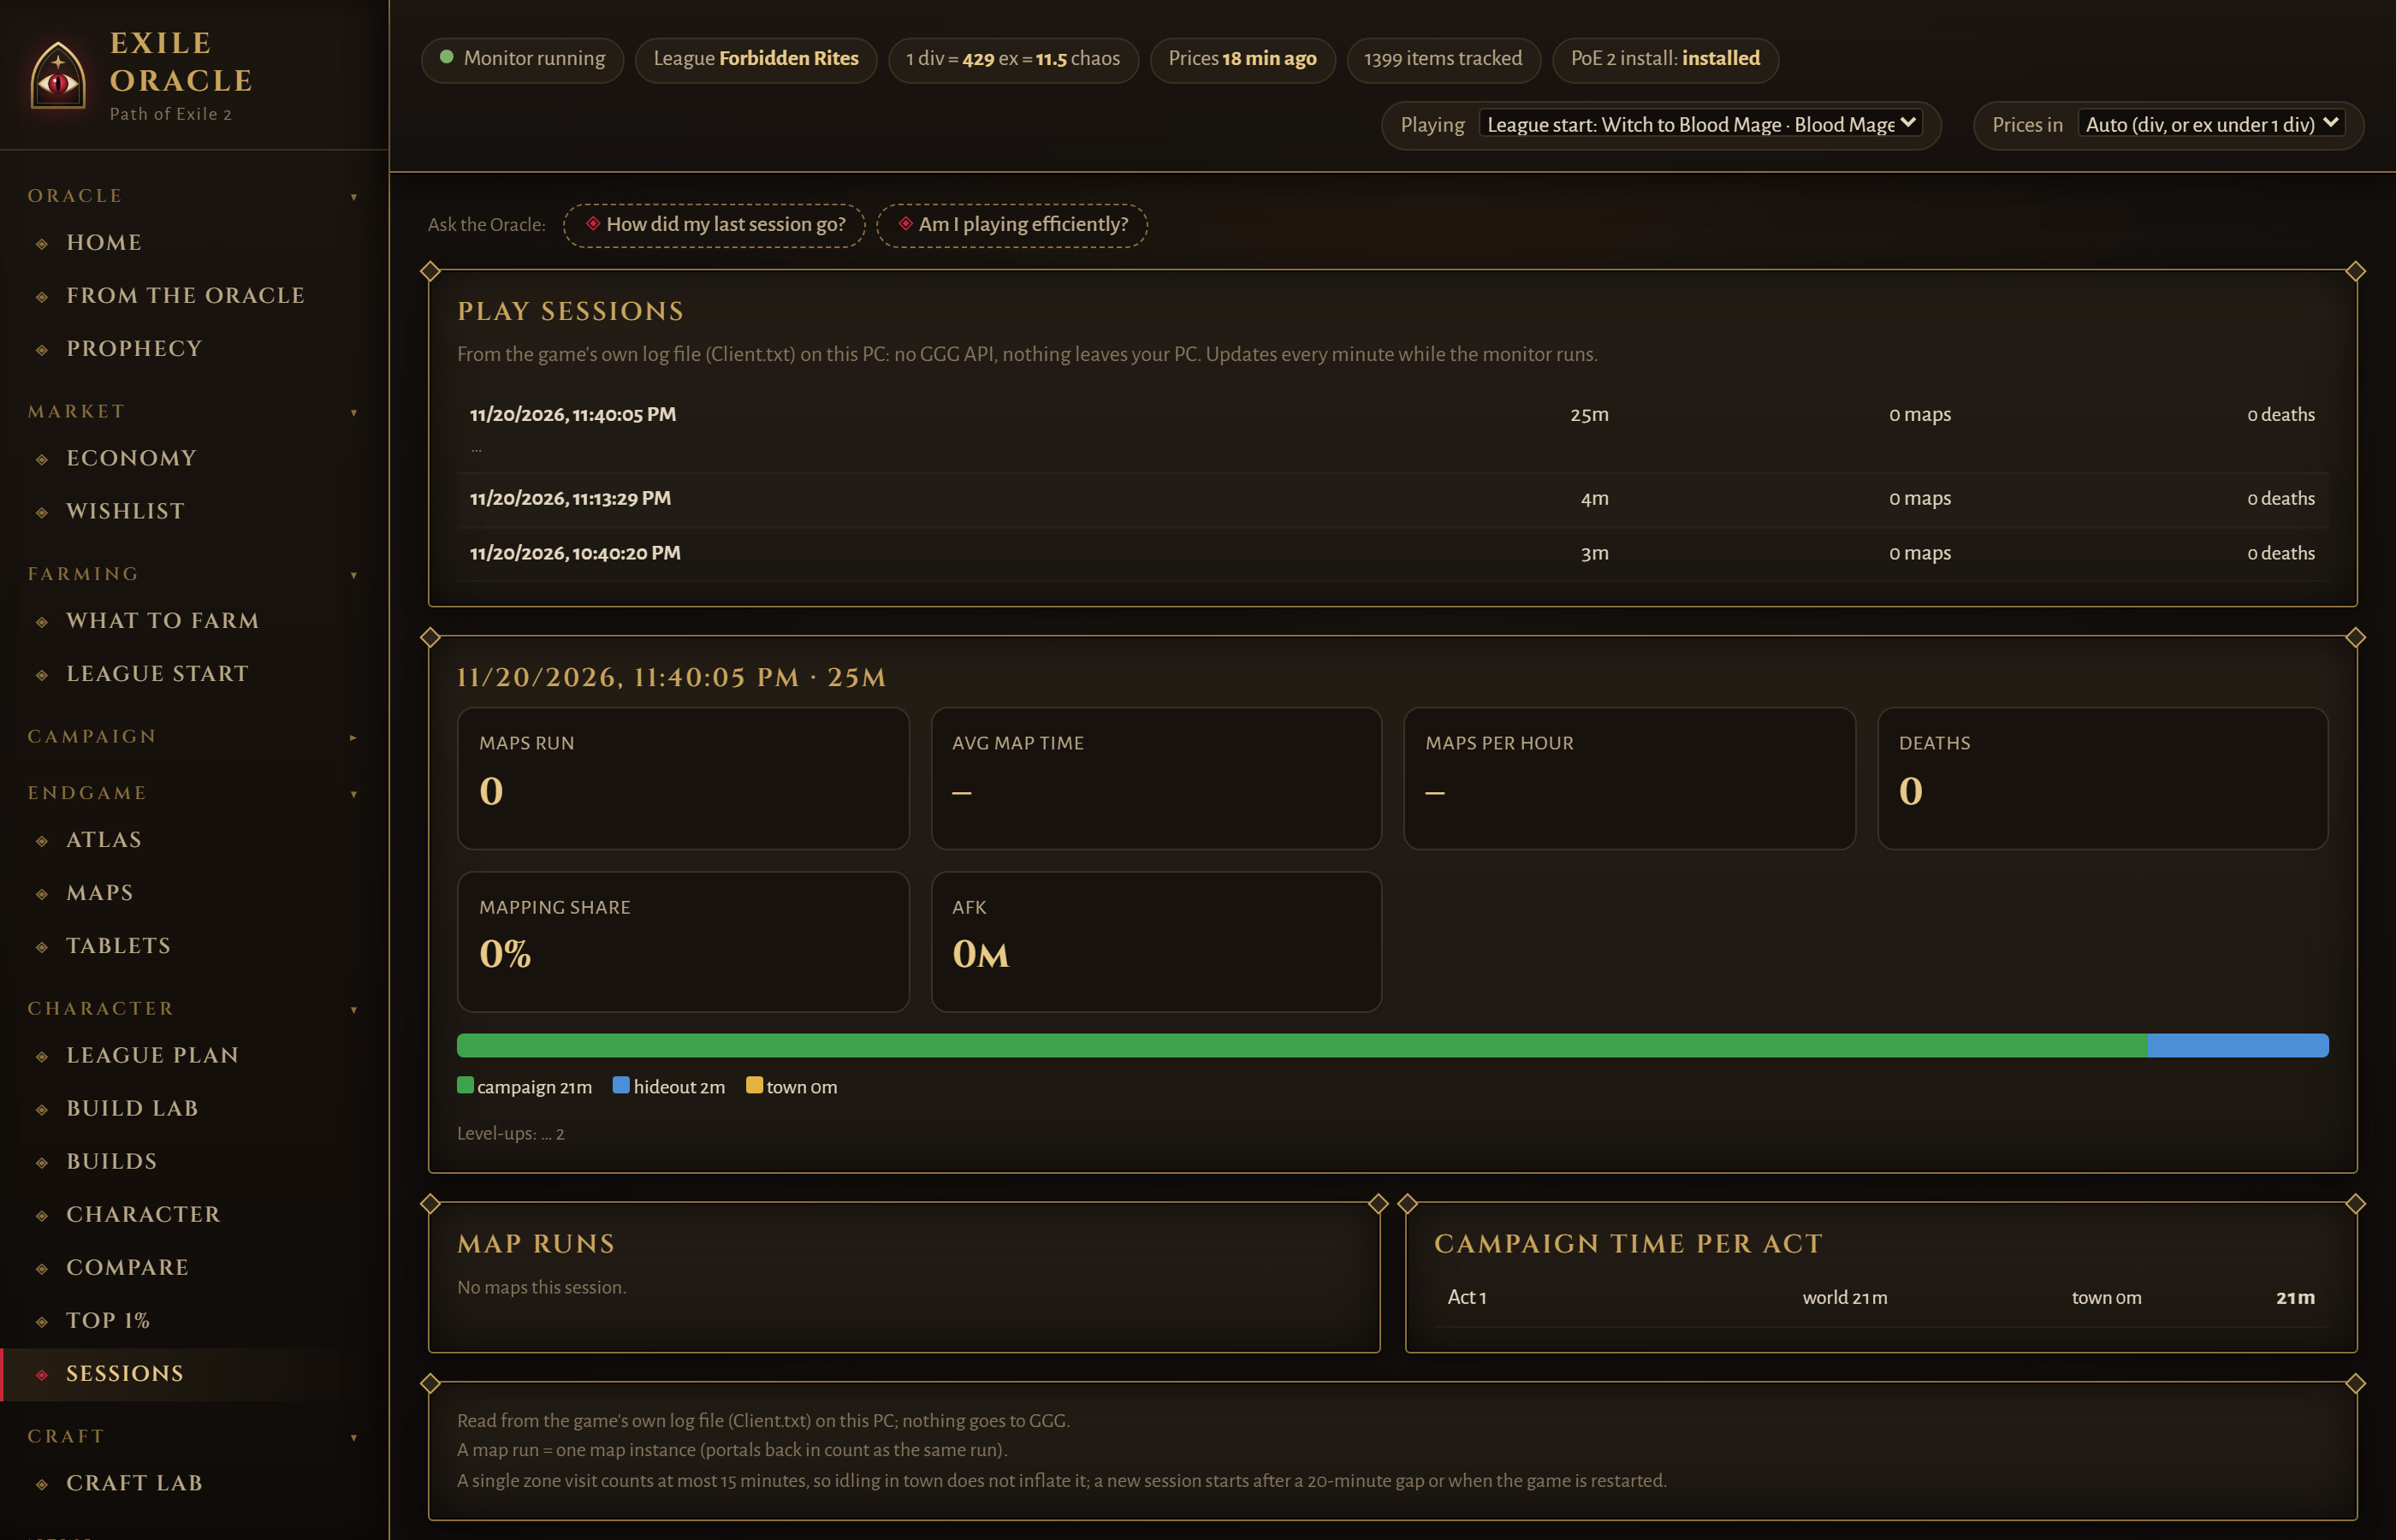 EXILE
ORACLE
Path of Exile 2
Monitor running
League Forbidden Rites
1 div = 429 ex = 11.5 chaos
Prices 18 min ago
1399 items tracked
PoE 2 install: installed
Playing
League start: Witch to Blood Mage · Blood Mage
Prices in
Auto (div, or ex under 1 div)
ORACLE
HOME
FROM THE ORACLE
PROPHECY
MARKET
ECONOMY
WISHLIST
FARMING
WHAT TO FARM
LEAGUE START
CAMPAIGN
ENDGAME
ATLAS
MAPS
TABLETS
CHARACTER
LEAGUE PLAN
BUILD LAB
BUILDS
CHARACTER
COMPARE
TOP 1%
SESSIONS
CRAFT
CRAFT LAB
Ask the Oracle:
How did my last session go?
Am I playing efficiently?
PLAY SESSIONS
From the game's own log file (Client.txt) on this PC: no GGG API, nothing leaves your PC. Updates every minute while the monitor runs.
11/20/2026, 11:40:05 PM 25m 0 maps 0 deaths
...
11/20/2026, 11:13:29 PM 4m 0 maps 0 deaths
11/20/2026, 10:40:20 PM 3m 0 maps 0 deaths
11/20/2026, 11:40:05 PM · 25M
MAPS RUN
0
AVG MAP TIME
–
MAPS PER HOUR
–
DEATHS
0
MAPPING SHARE
0%
AFK
0M
campaign 21m
hideout 2m
town 0m
Level-ups: ... 2
MAP RUNS
No maps this session.
CAMPAIGN TIME PER ACT
Act 1 world 21m town 0m 21m
Read from the game's own log file (Client.txt) on this PC; nothing goes to GGG.
A map run = one map instance (portals back in count as the same run).
A single zone visit counts at most 15 minutes, so idling in town does not inflate it; a new session starts after a 20-minute gap or when the game is restarted.